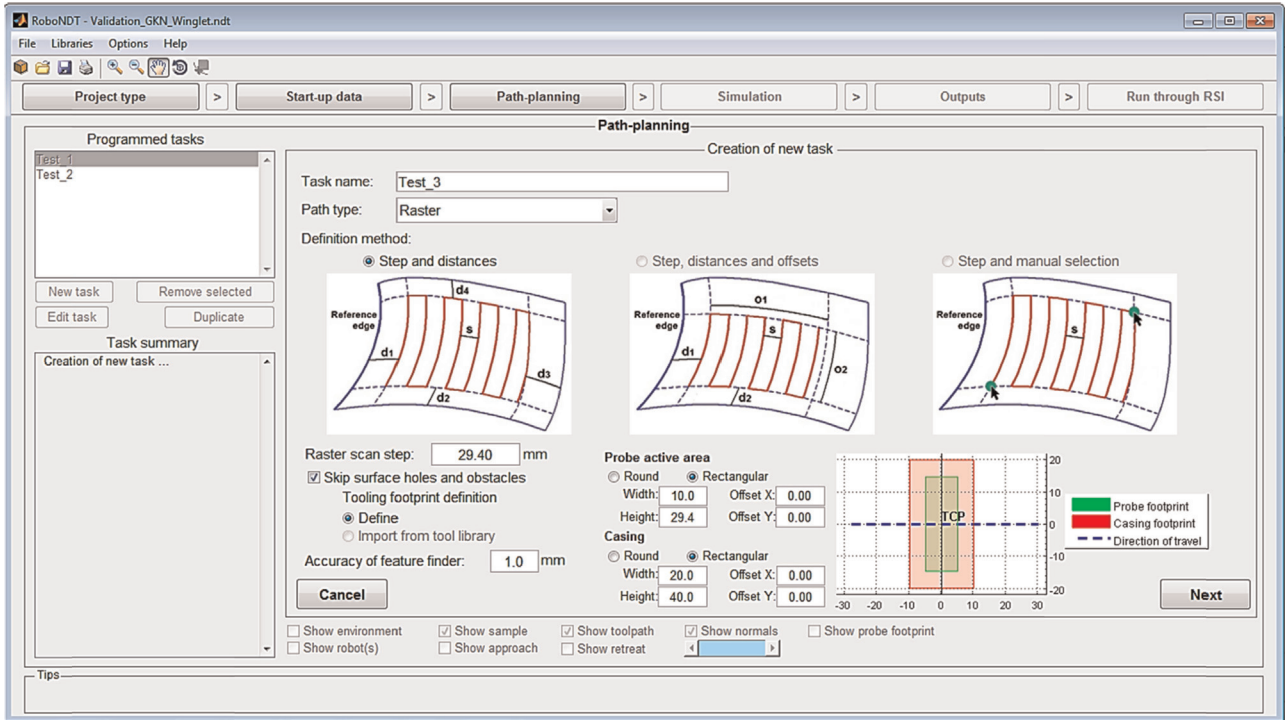 RoboNDT - Validation_GKN_Winglet.ndt
File Libraries Options Help
Project type > Start-up data > Path-planning > Simulation > Outputs > Run through RSI
Path-planning
Programmed tasks
Test_1
Test_2
New task Remove selected
Edit task Duplicate
Task summary
Creation of new task ...
Creation of new task
Task name: Test_3
Path type: Raster
Definition method:
Step and distances
Step, distances and offsets
Step and manual selection
Reference edge
d4
s
d1
d3
d2
Reference edge
o1
s
d1
o2
d2
Reference edge
s
Raster scan step: 29.40 mm
Skip surface holes and obstacles
Tooling footprint definition
Define
Import from tool library
Accuracy of feature finder: 1.0 mm
Cancel
Probe active area
Round Rectangular
Width: 10.0 Offset X: 0.00
Height: 29.4 Offset Y: 0.00
Casing
Round Rectangular
Width: 20.0 Offset X: 0.00
Height: 40.0 Offset Y: 0.00
TCP
20
10
0
-10
-20
-30 -20 -10 0 10 20 30
Probe footprint
Casing footprint
Direction of travel
Next
Show environment Show sample Show toolpath Show normals Show probe footprint
Show robot(s) Show approach Show retreat
Tips